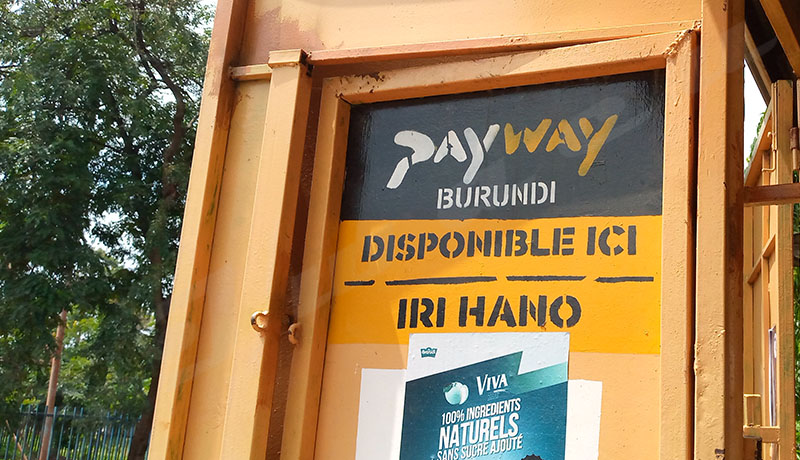 PAYWAY
BURUNDI
DISPONIBLE ICI
IRI HANO
VIVA
100% INGREDIENTS
NATURELS
SANS SUCRE AJOUTÉ